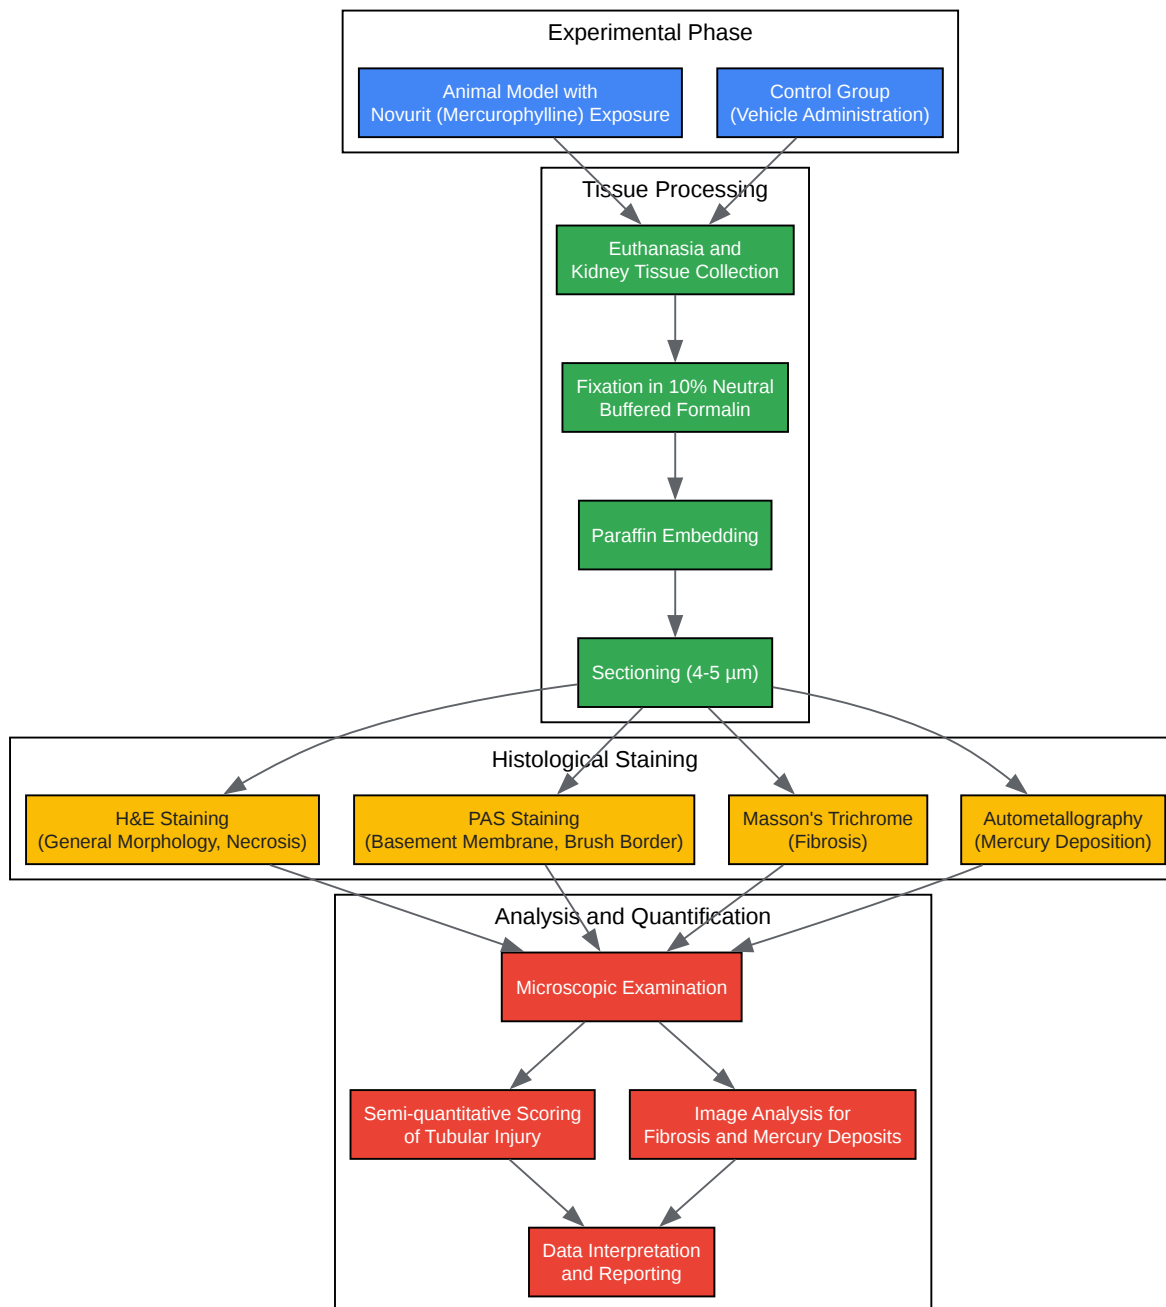 Experimental Phase
Animal Model with
Novurit (Mercurophylline) Exposure
Control Group
(Vehicle Administration)
Tissue Processing
Euthanasia and
Kidney Tissue Collection
Fixation in 10% Neutral
Buffered Formalin
Paraffin Embedding
Sectioning (4-5 µm)
Histological Staining
H&E Staining
(General Morphology, Necrosis)
PAS Staining
(Basement Membrane, Brush Border)
Masson's Trichrome
(Fibrosis)
Autometallography
(Mercury Deposition)
Analysis and Quantification
Microscopic Examination
Semi-quantitative Scoring
of Tubular Injury
Image Analysis for
Fibrosis and Mercury Deposits
Data Interpretation
and Reporting